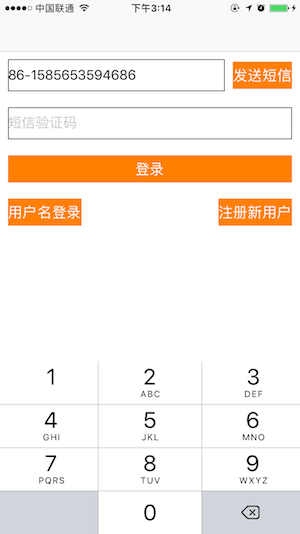 中国联通 下午3:14
86-1585653594686 发送短信
短信验证码
登录
用户名登录 注册新用户
1 2 3
ABC DEF
4 5 6
GHI JKL MNO
7 8 9
PQRS TUV WXYZ
0